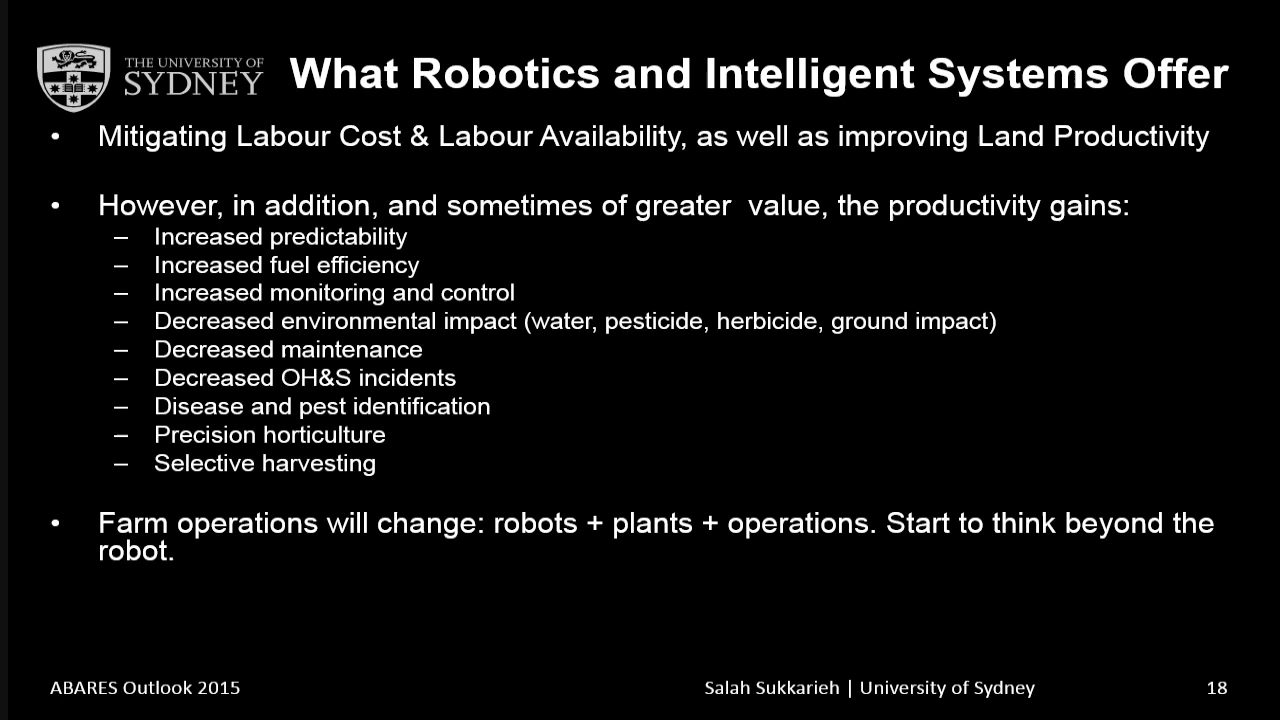 THE UNIVERSITY OF
SYDNEY
What Robotics and Intelligent Systems Offer
• Mitigating Labour Cost & Labour Availability, as well as improving Land Productivity
• However, in addition, and sometimes of greater  value, the productivity gains:
– Increased predictability
– Increased fuel efficiency
– Increased monitoring and control
– Decreased environmental impact (water, pesticide, herbicide, ground impact)
– Decreased maintenance
– Decreased OH&S incidents
– Disease and pest identification
– Precision horticulture
– Selective harvesting
• Farm operations will change: robots + plants + operations. Start to think beyond the
robot.
ABARES Outlook 2015
Salah Sukkarieh | University of Sydney
18